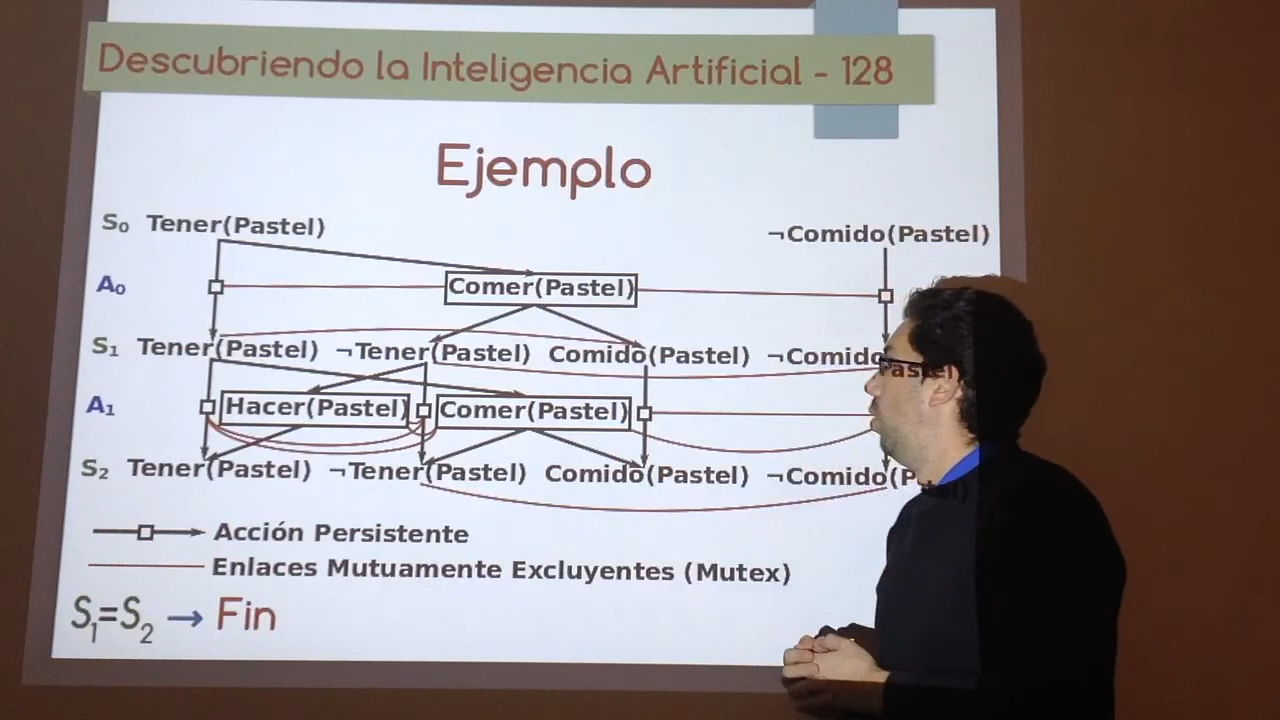 Descubriendo la Inteligencia Artificial - 128
Ejemplo
S₀ Tener(Pastel) ¬Comido(Pastel)
A₀ Comer(Pastel)
S₁ Tener(Pastel) ¬Tener(Pastel) Comido(Pastel) ¬Comido(Pastel)
A₁ Hacer(Pastel) Comer(Pastel)
S₂ Tener(Pastel) ¬Tener(Pastel) Comido(Pastel) ¬Comido(P
Acción Persistente
Enlaces Mutuamente Excluyentes (Mutex)
S₁=S₂ → Fin